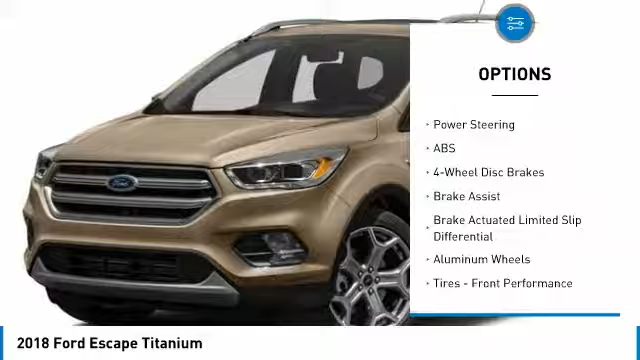 OPTIONS
Power Steering
ABS
4-Wheel Disc Brakes
Brake Assist
Brake Actuated Limited Slip
Differential
Aluminum Wheels
Tires - Front Performance
Ford
2018 Ford Escape Titanium